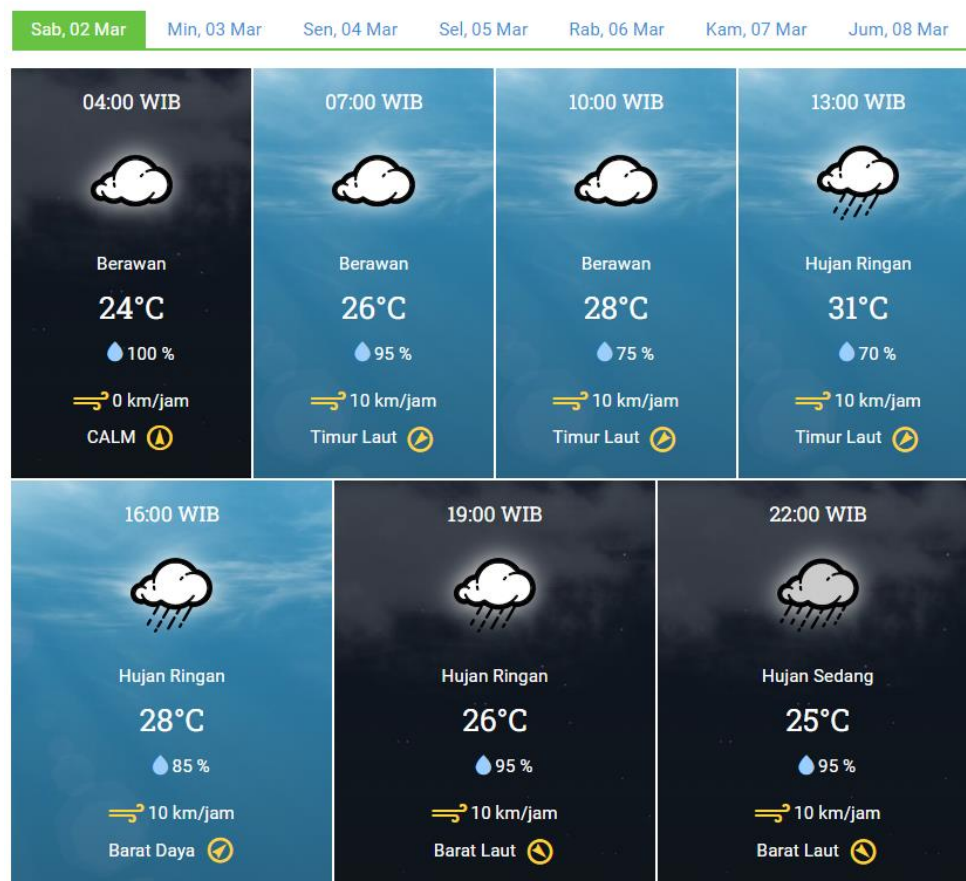 Sab, 02 Mar
Min, 03 Mar
Sen, 04 Mar
Sel, 05 Mar
Rab, 06 Mar
Kam, 07 Mar
Jum, 08 Mar
04:00 WIB
Berawan
24°C
100 %
0 km/jam
CALM
07:00 WIB
Berawan
26°C
95 %
10 km/jam
Timur Laut
10:00 WIB
Berawan
28°C
75 %
10 km/jam
Timur Laut
13:00 WIB
Hujan Ringan
31°C
70 %
10 km/jam
Timur Laut
16:00 WIB
Hujan Ringan
28°C
85 %
10 km/jam
Barat Daya
19:00 WIB
Hujan Ringan
26°C
95 %
10 km/jam
Barat Laut
22:00 WIB
Hujan Sedang
25°C
95 %
10 km/jam
Barat Laut